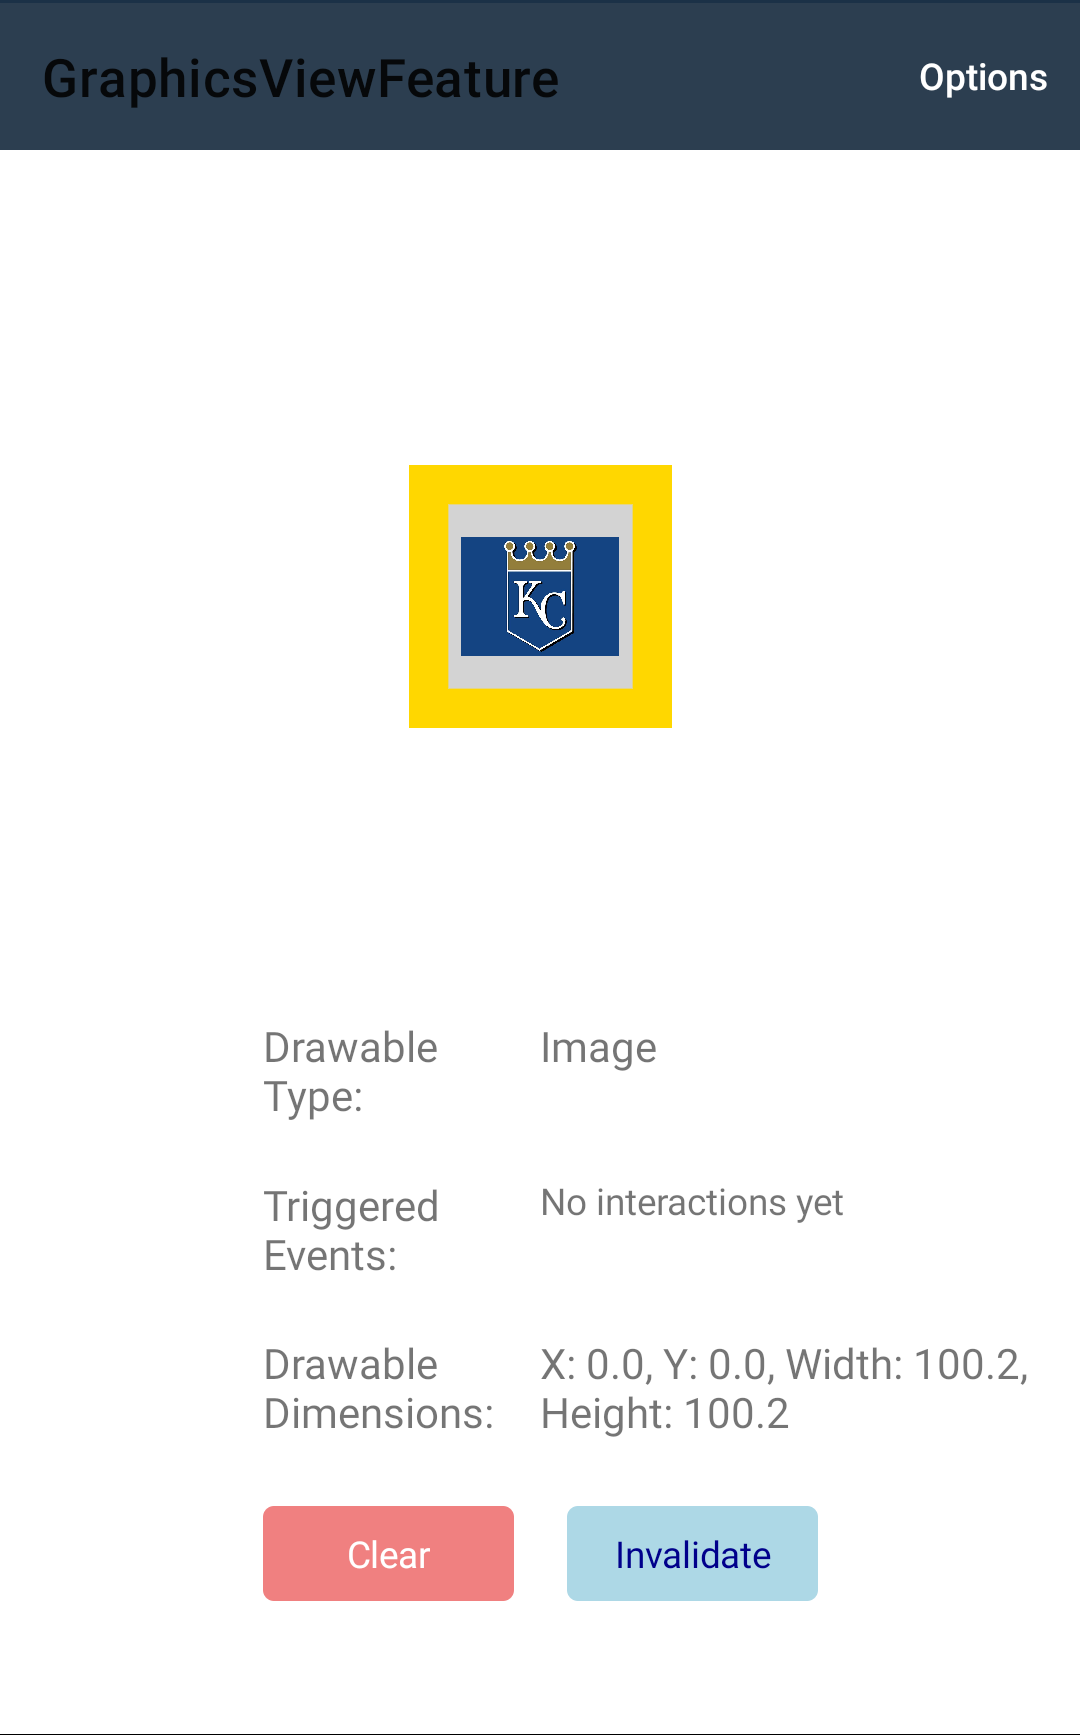 GraphicsViewFeature
Options
KC
Drawable
Type:
Image
Triggered
Events:
No interactions yet
Drawable
Dimensions:
X: 0.0, Y: 0.0, Width: 100.2,
Height: 100.2
Clear
Invalidate